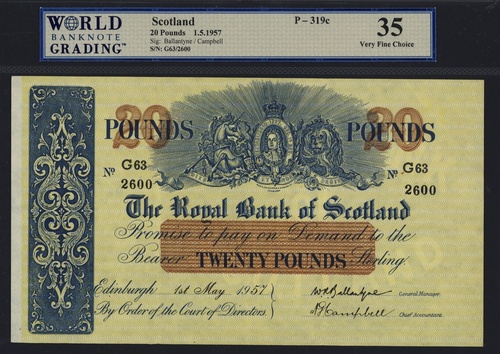 WORLD
BANKNOTE
GRADING™
Scotland
20 Pounds 1.5.1957
Sig: Ballantyne / Campbell
S/N: G63/2600
P – 319c
35
Very Fine Choice
20 20
POUNDS POUNDS
Nº G63 Nº G63
2600 2600
The Royal Bank of Scotland
Promise to pay on Demand to the
Bearer TWENTY POUNDS Sterling.
Edinburgh 1st May 1957
By Order of the Court of Directors.
W R Ballantyne General Manager.
A G Campbell Chief Accountant.